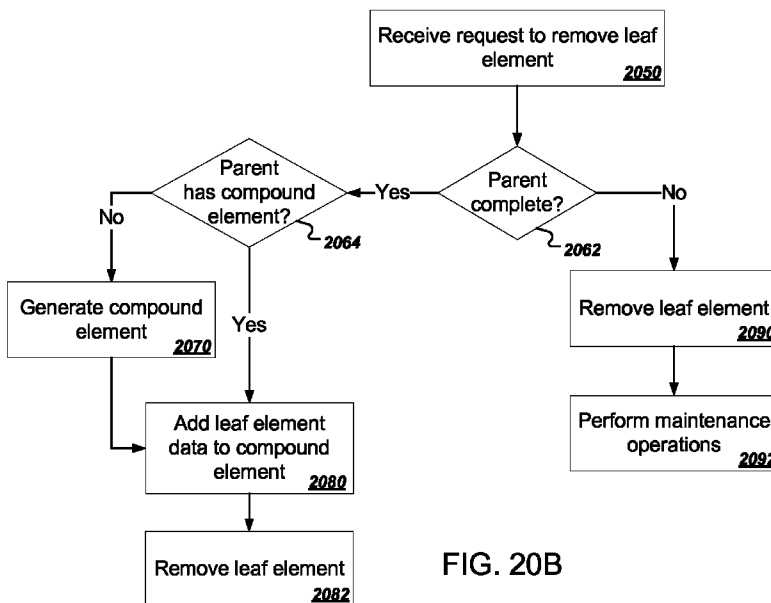 Receive request to remove leaf
element
2050
Parent
complete?
2062
Yes
No
Parent
has compound
element?
2064
No
Yes
Generate compound
element
2070
Add leaf element
data to compound
element
2080
Remove leaf element
2082
Remove leaf element
2090
Perform maintenance
operations
2092
FIG. 20B